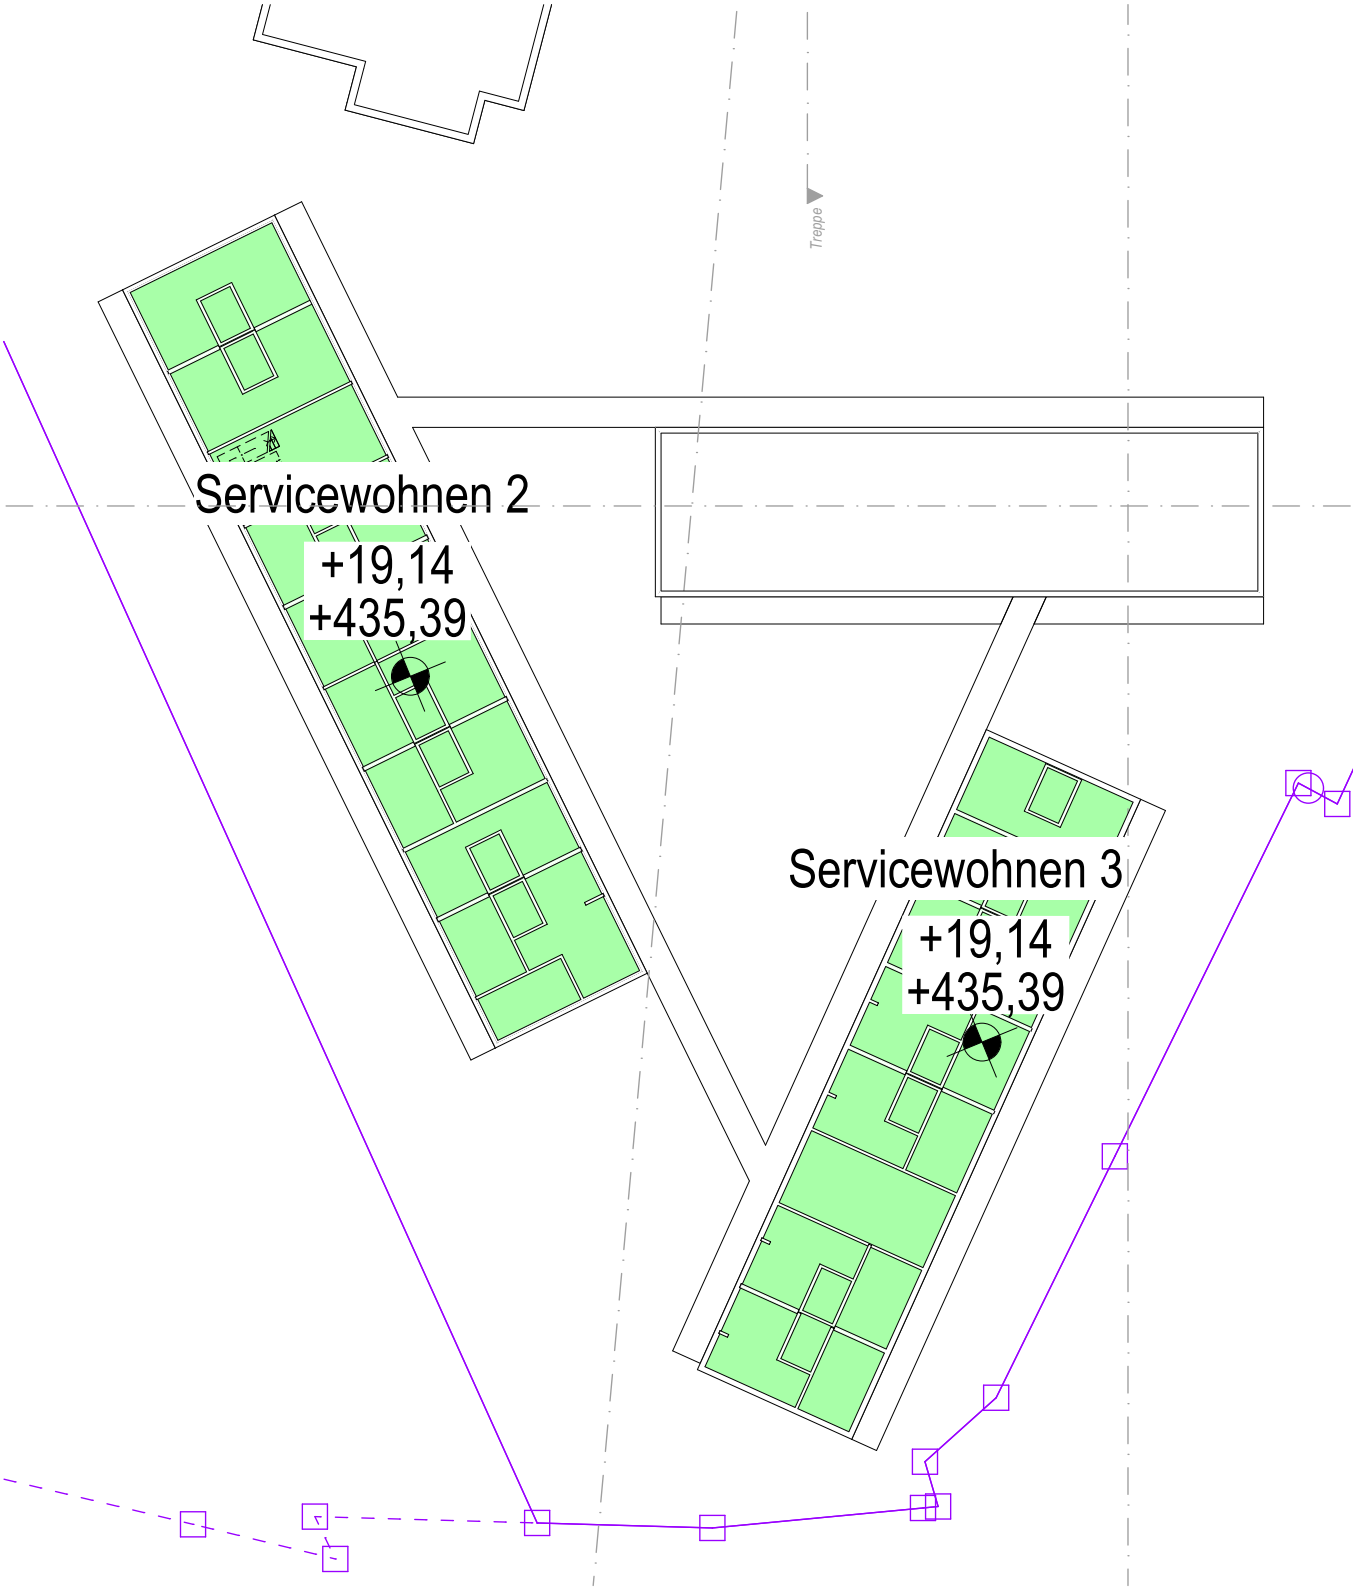 Treppe
Servicewohnen 2
+19,14
+435,39
Servicewohnen 3
+19,14
+435,39